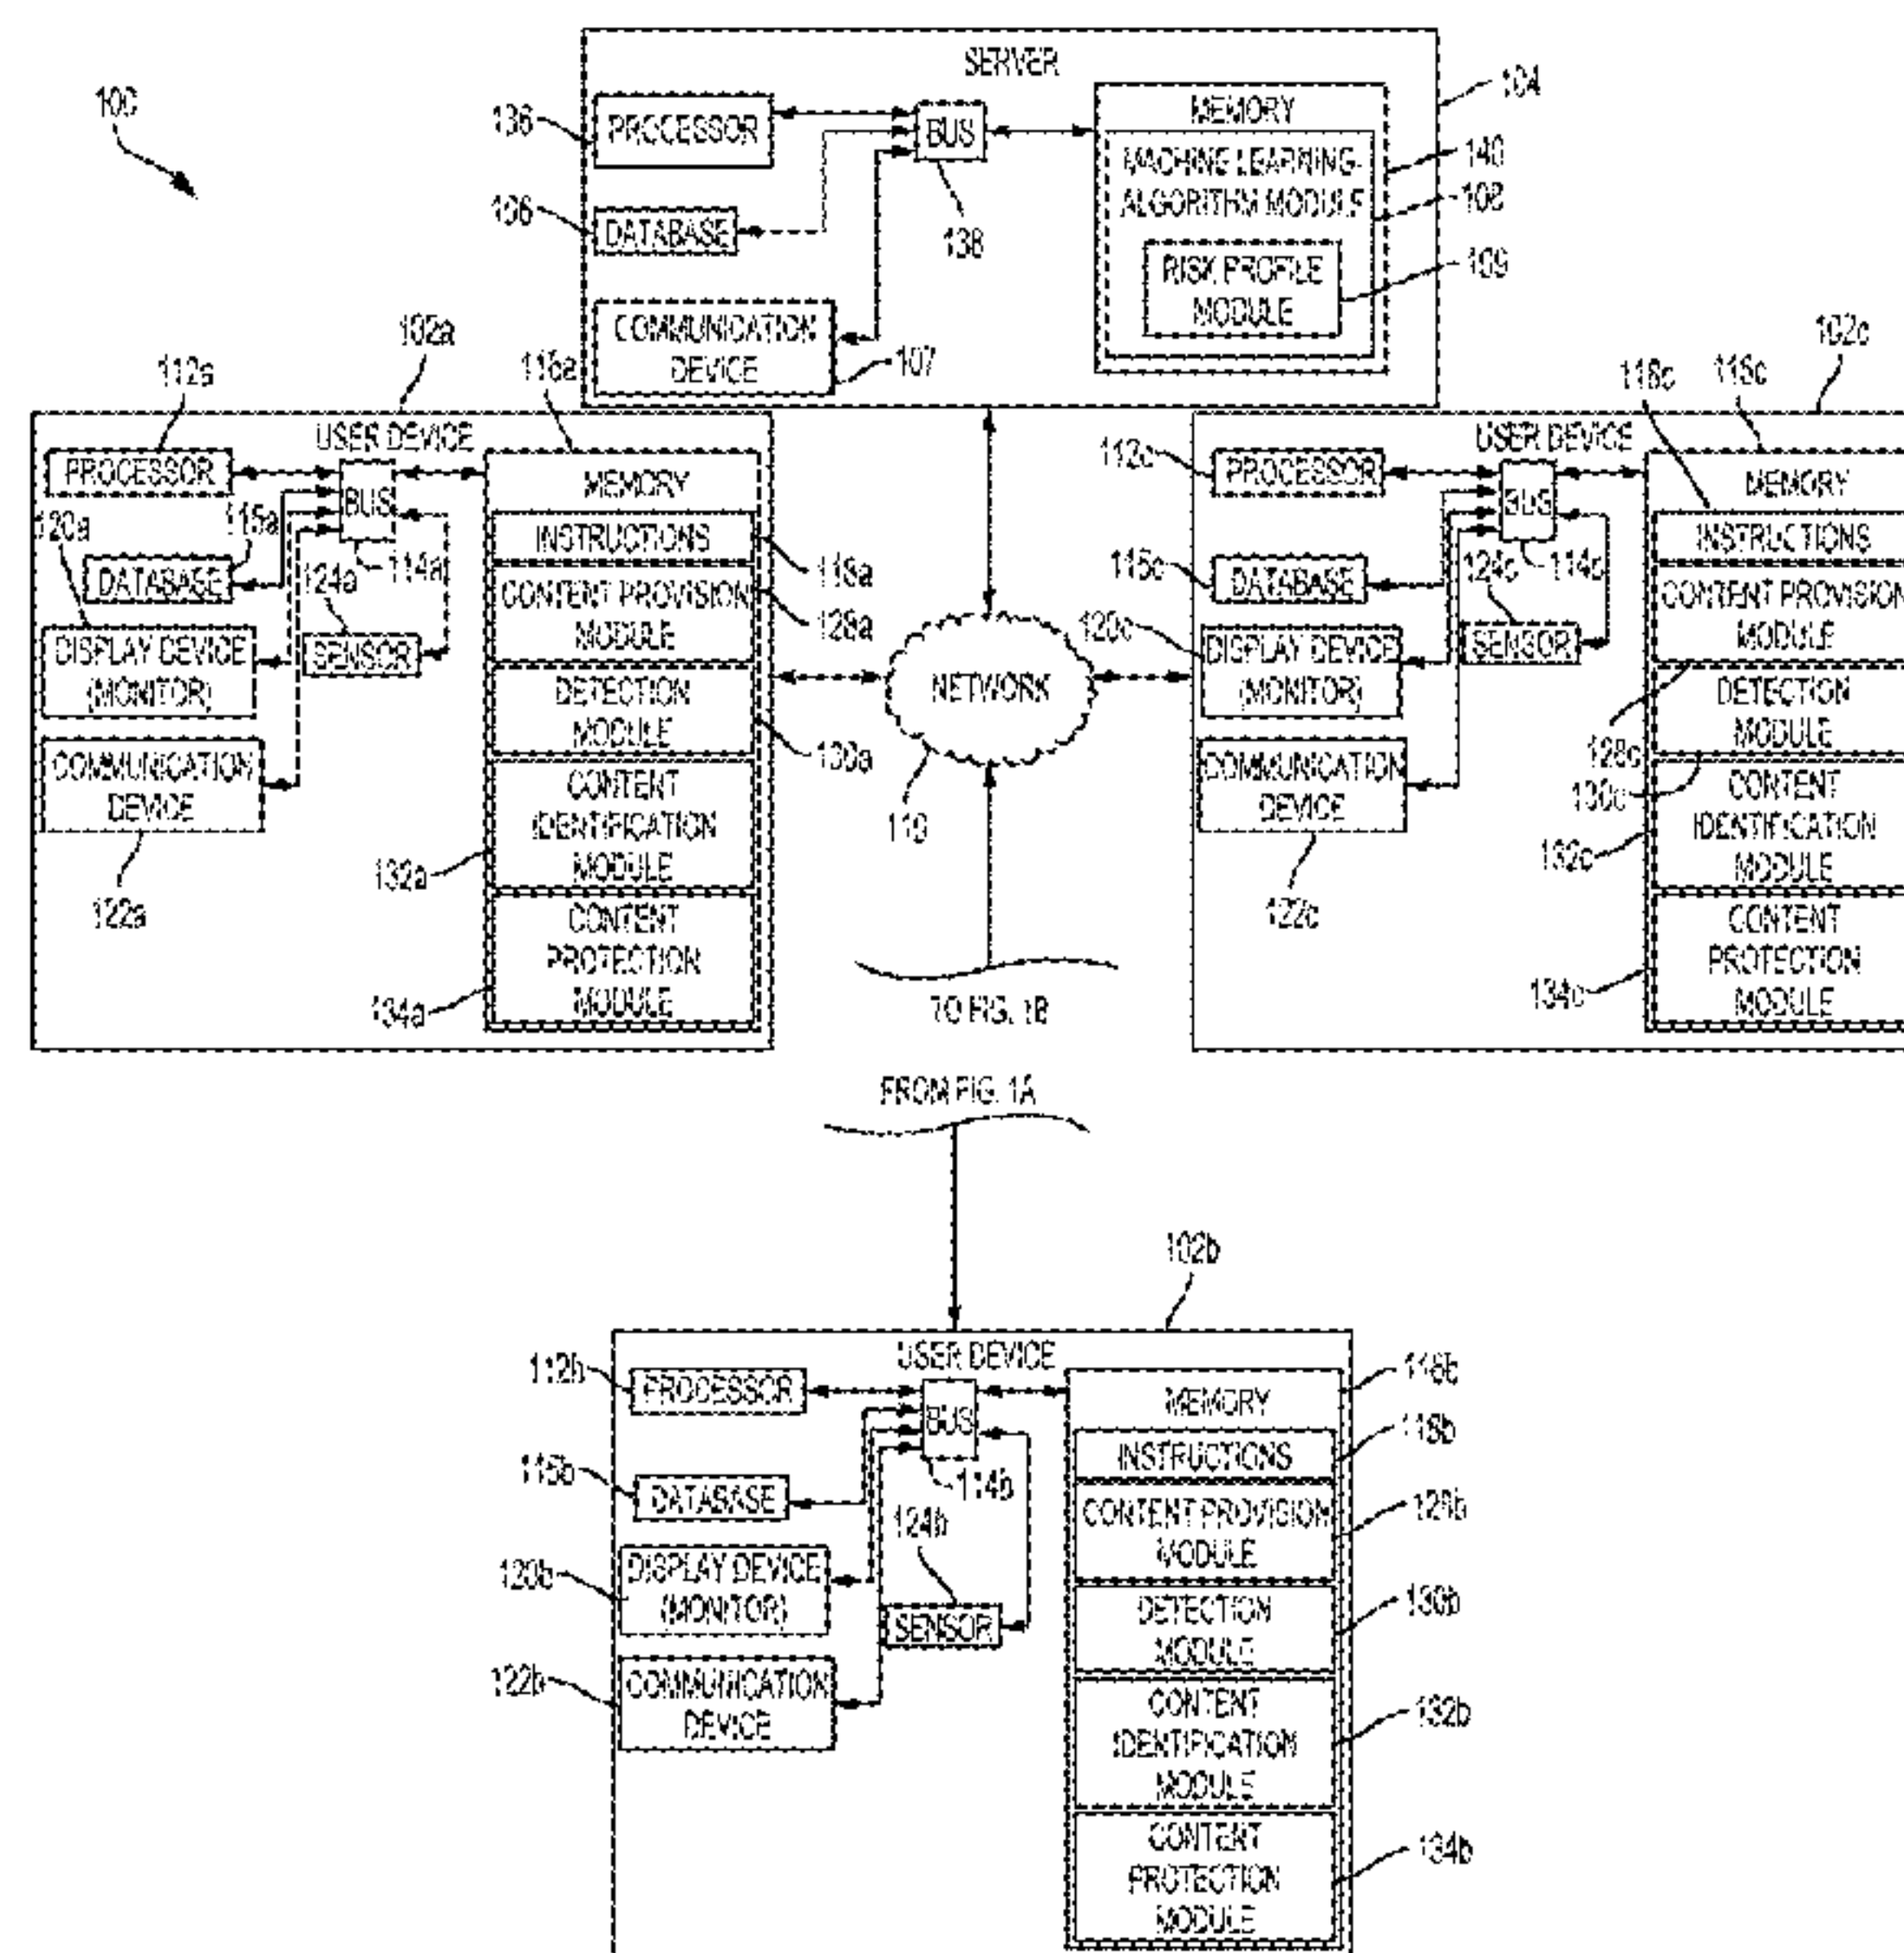 100
SERVER
104
136
PROCESSOR
BUS
MEMORY
MACHINE LEARNING-
ALGORITHM MODULE
140
108
106
DATABASE
138
RISK PROFILE
MODULE
109
COMMUNICATION
DEVICE
107
102a
112a
116a
USER DEVICE
PROCESSOR
BUS
MEMORY
INSTRUCTIONS
118a
120a
115a
DATABASE
124a
114a
CONTENT PROVISION
MODULE
128a
DISPLAY DEVICE
(MONITOR)
SENSOR
DETECTION
MODULE
130a
COMMUNICATION
DEVICE
CONTENT
IDENTIFICATION
MODULE
132a
122a
CONTENT
PROTECTION
MODULE
134a
NETWORK
110
TO FIG. 1B
102c
118c
116c
USER DEVICE
112c
PROCESSOR
BUS
MEMORY
INSTRUCTIONS
115c
DATABASE
124c
114c
CONTENT PROVISION
MODULE
120c
DISPLAY DEVICE
(MONITOR)
SENSOR
DETECTION
MODULE
128c
130c
COMMUNICATION
DEVICE
CONTENT
IDENTIFICATION
MODULE
132c
122c
CONTENT
PROTECTION
MODULE
134c
FROM FIG. 1A
102b
USER DEVICE
112b
PROCESSOR
BUS
MEMORY
116b
INSTRUCTIONS
118b
115b
DATABASE
114b
124b
CONTENT PROVISION
MODULE
128b
120b
DISPLAY DEVICE
(MONITOR)
SENSOR
DETECTION
MODULE
130b
122b
COMMUNICATION
DEVICE
CONTENT
IDENTIFICATION
MODULE
132b
CONTENT
PROTECTION
MODULE
134b